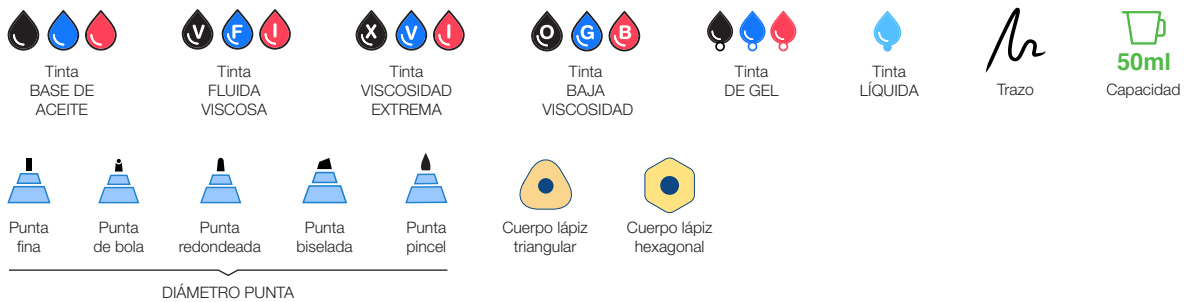 V F I
X V I
O G B
50ml
Tinta
BASE DE
ACEITE
Tinta
FLUIDA
VISCOSA
Tinta
VISCOSIDAD
EXTREMA
Tinta
BAJA
VISCOSIDAD
Tinta
DE GEL
Tinta
LÍQUIDA
Trazo
Capacidad
Punta
fina
Punta
de bola
Punta
redondeada
Punta
biselada
Punta
pincel
Cuerpo lápiz
triangular
Cuerpo lápiz
hexagonal
DIÁMETRO PUNTA